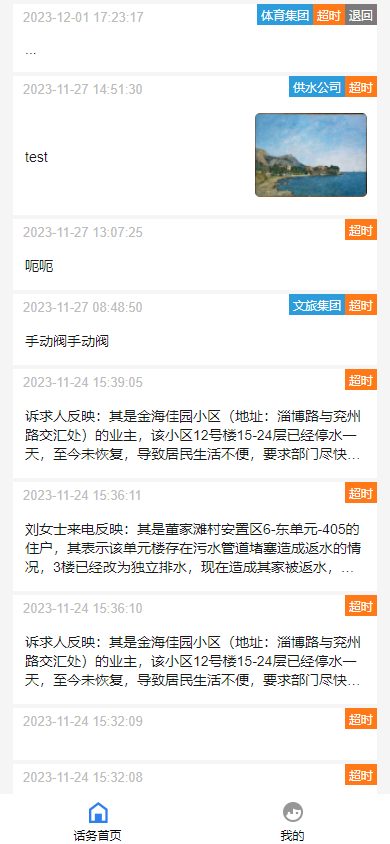 2023-12-01 17:23:17 体育集团 超时 退回
...
2023-11-27 14:51:30 供水公司 超时
test
2023-11-27 13:07:25 超时
呃呃
2023-11-27 08:48:50 文旅集团 超时
手动阀手动阀
2023-11-24 15:39:05 超时
诉求人反映：其是金海佳园小区（地址：淄博路与兖州
路交汇处）的业主，该小区12号楼15-24层已经停水一
天，至今未恢复，导致居民生活不便，要求部门尽快...
2023-11-24 15:36:11 超时
刘女士来电反映：其是董家滩村安置区6-东单元-405的
住户，其表示该单元楼存在污水管道堵塞造成返水的情
况，3楼已经改为独立排水，现在造成其家被返水，...
2023-11-24 15:36:10 超时
诉求人反映：其是金海佳园小区（地址：淄博路与兖州
路交汇处）的业主，该小区12号楼15-24层已经停水一
天，至今未恢复，导致居民生活不便，要求部门尽快...
2023-11-24 15:32:09 超时
2023-11-24 15:32:08 超时
话务首页 我的